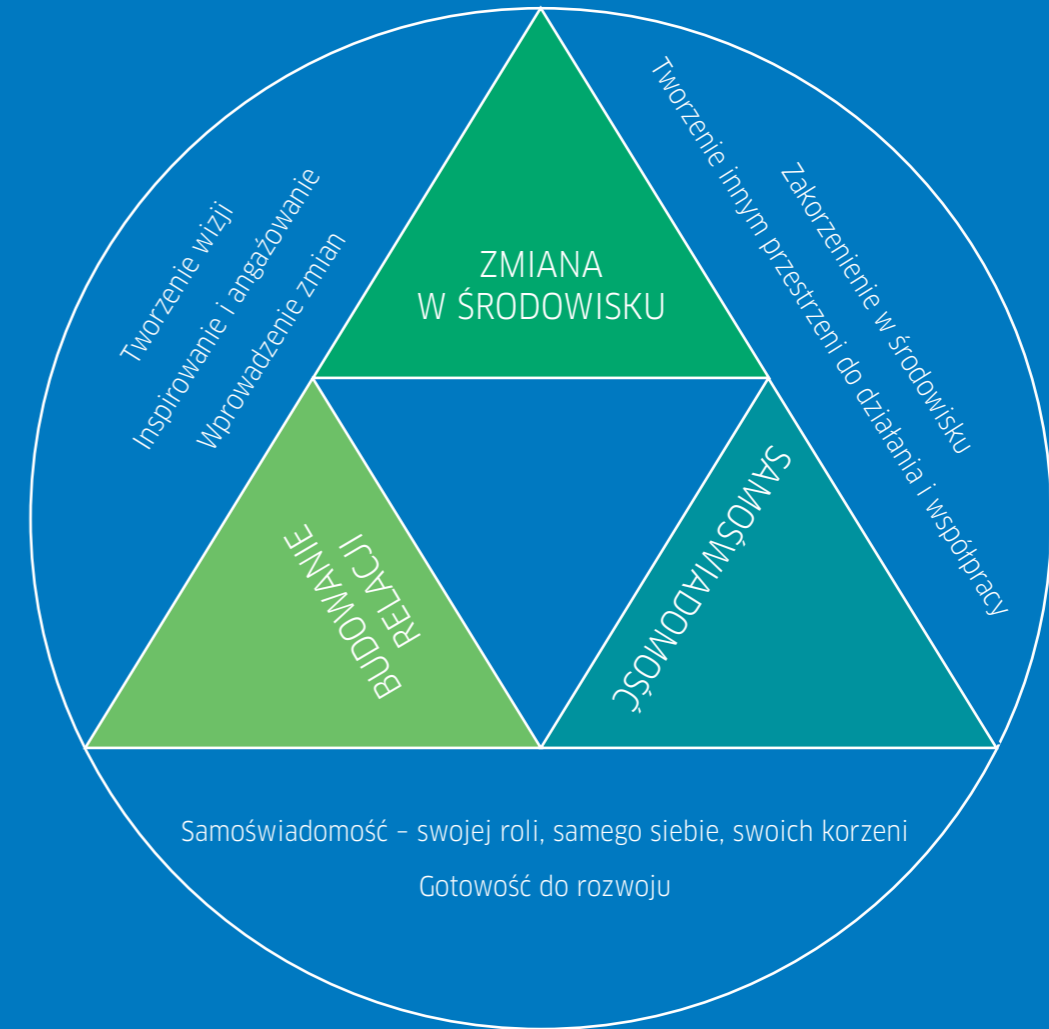 Tworzenie wizji
Inspirowanie i angażowanie
Wprowadzenie zmian
Zakorzenienie w środowisku
Tworzenie innym przestrzeni do działania i współpracy
ZMIANA
W ŚRODOWISKU
BUDOWANIE
RELACJI
SAMOŚWIADOMOŚĆ
Samoświadomość – swojej roli, samego siebie, swoich korzeni
Gotowość do rozwoju